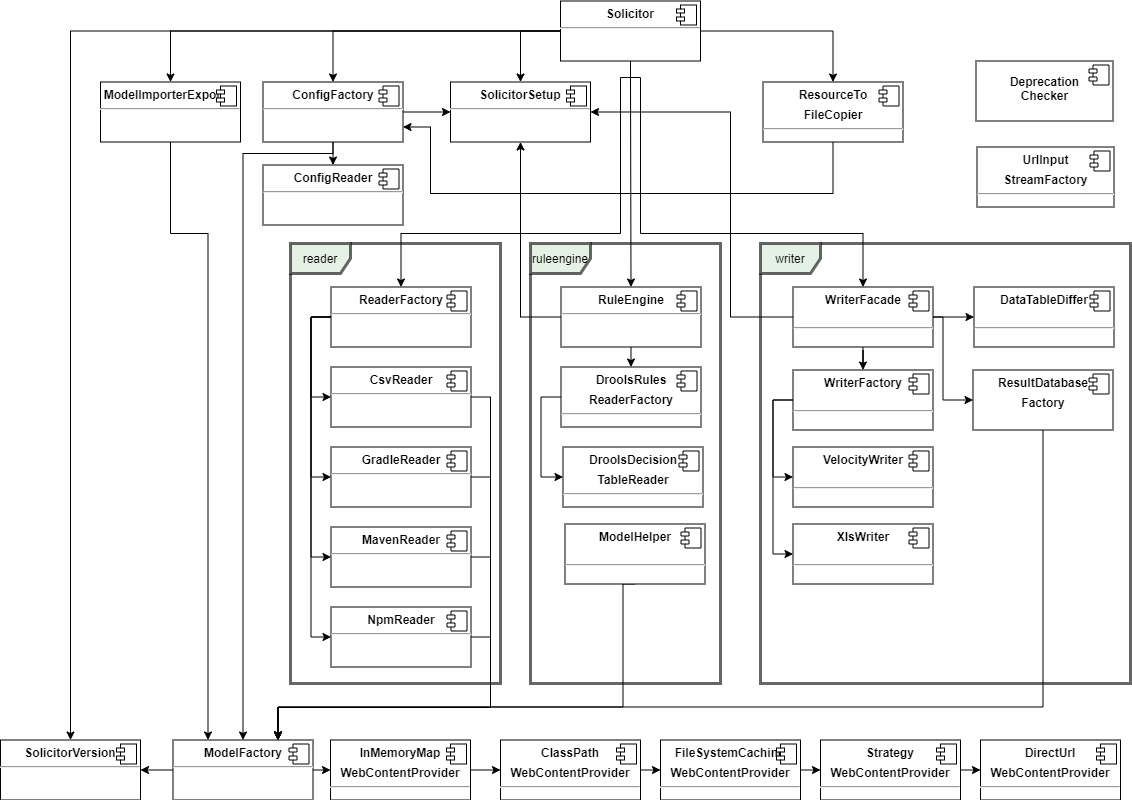 Solicitor
ModelImporterExpo
ConfigFactory
SolicitorSetup
ResourceTo
FileCopier
Deprecation
Checker
ConfigReader
UrlInput
StreamFactory
reader
ruleengine
writer
ReaderFactory
RuleEngine
WriterFacade
DataTableDiffer
CsvReader
DroolsRules
ReaderFactory
WriterFactory
ResultDatabase
Factory
GradleReader
DroolsDecision
TableReader
VelocityWriter
MavenReader
ModelHelper
XlsWriter
NpmReader
SolicitorVersion
ModelFactory
InMemoryMap
WebContentProvider
ClassPath
WebContentProvider
FileSystemCachin
WebContentProvider
Strategy
WebContentProvider
DirectUrl
WebContentProvider